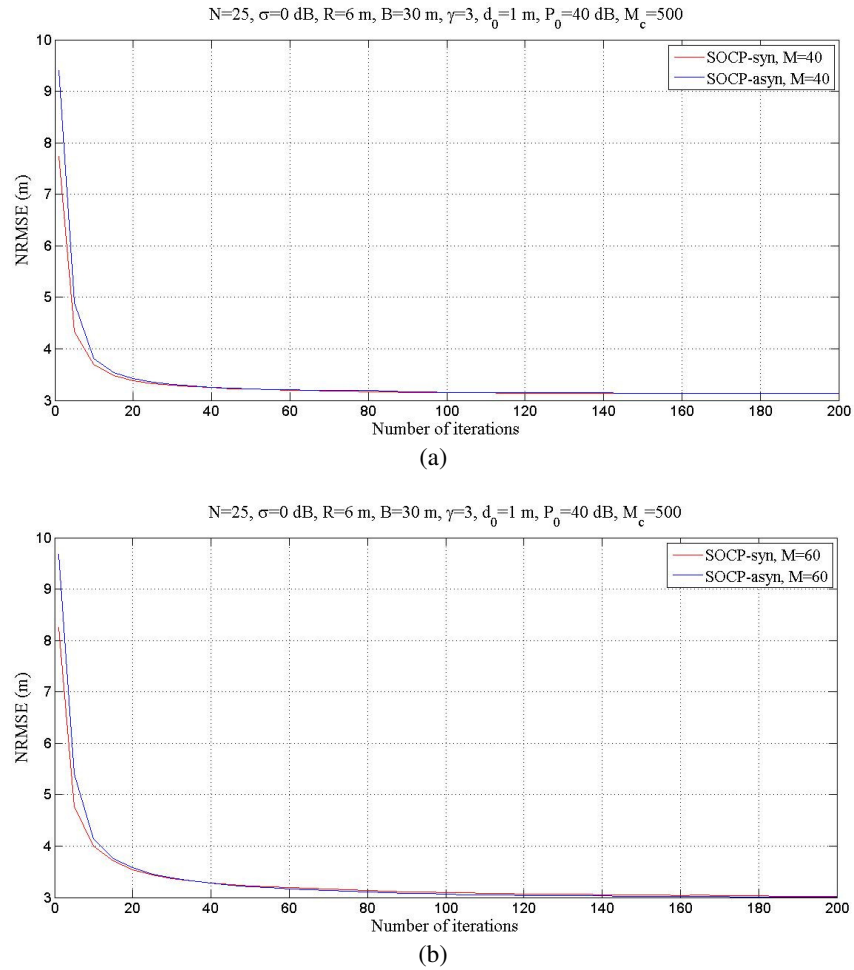 N=25, σ=0 dB, R=6 m, B=30 m, γ=3, d0=1 m, P0=40 dB, Mc=500
10
9
8
7
6
5
4
3
NRMSE (m)
SOCP-syn, M=40
SOCP-asyn, M=40
0 20 40 60 80 100 120 140 160 180 200
Number of iterctions
(a)
N=25, σ=0 dB, R=6 m, B=30 m, γ=3, d0=1 m, P0=40 dB, Mc=500
10
9
8
7
6
5
4
3
NRMSE (m)
SOCP-syn, M=60
SOCP-asyn, M=60
0 20 40 60 80 100 120 140 160 180 200
Number of iterctions
(b)